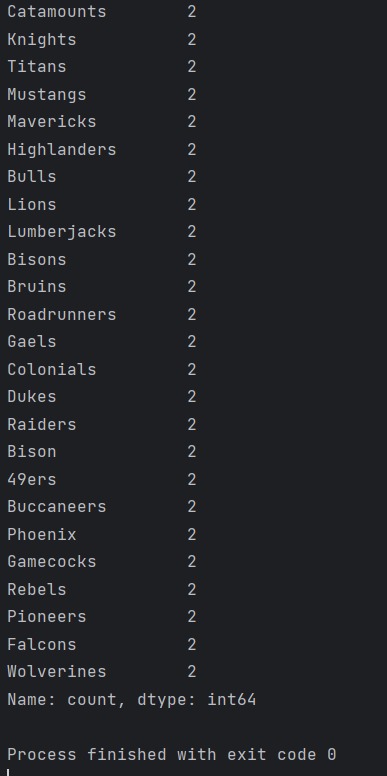 Catamounts 2
Knights 2
Titans 2
Mustangs 2
Mavericks 2
Highlanders 2
Bulls 2
Lions 2
Lumberjacks 2
Bisons 2
Bruins 2
Roadrunners 2
Gaels 2
Colonials 2
Dukes 2
Raiders 2
Bison 2
49ers 2
Buccaneers 2
Phoenix 2
Gamecocks 2
Rebels 2
Pioneers 2
Falcons 2
Wolverines 2
Name: count, dtype: int64
Process finished with exit code 0